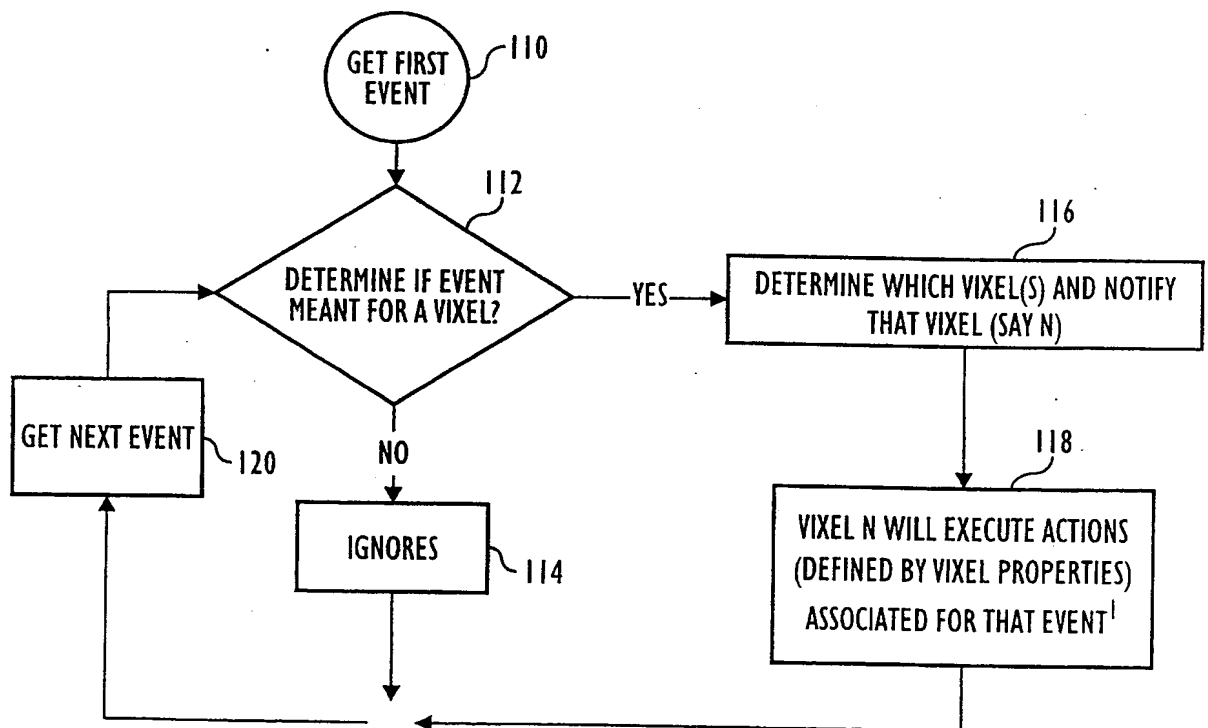 GET FIRST
EVENT
110
112
DETERMINE IF EVENT
MEANT FOR A VIXEL?
YES
116
DETERMINE WHICH VIXEL(S) AND NOTIFY
THAT VIXEL (SAY N)
GET NEXT EVENT
120
NO
118
IGNORES
114
VIXEL N WILL EXECUTE ACTIONS
(DEFINED BY VIXEL PROPERTIES)
ASSOCIATED FOR THAT EVENT¹